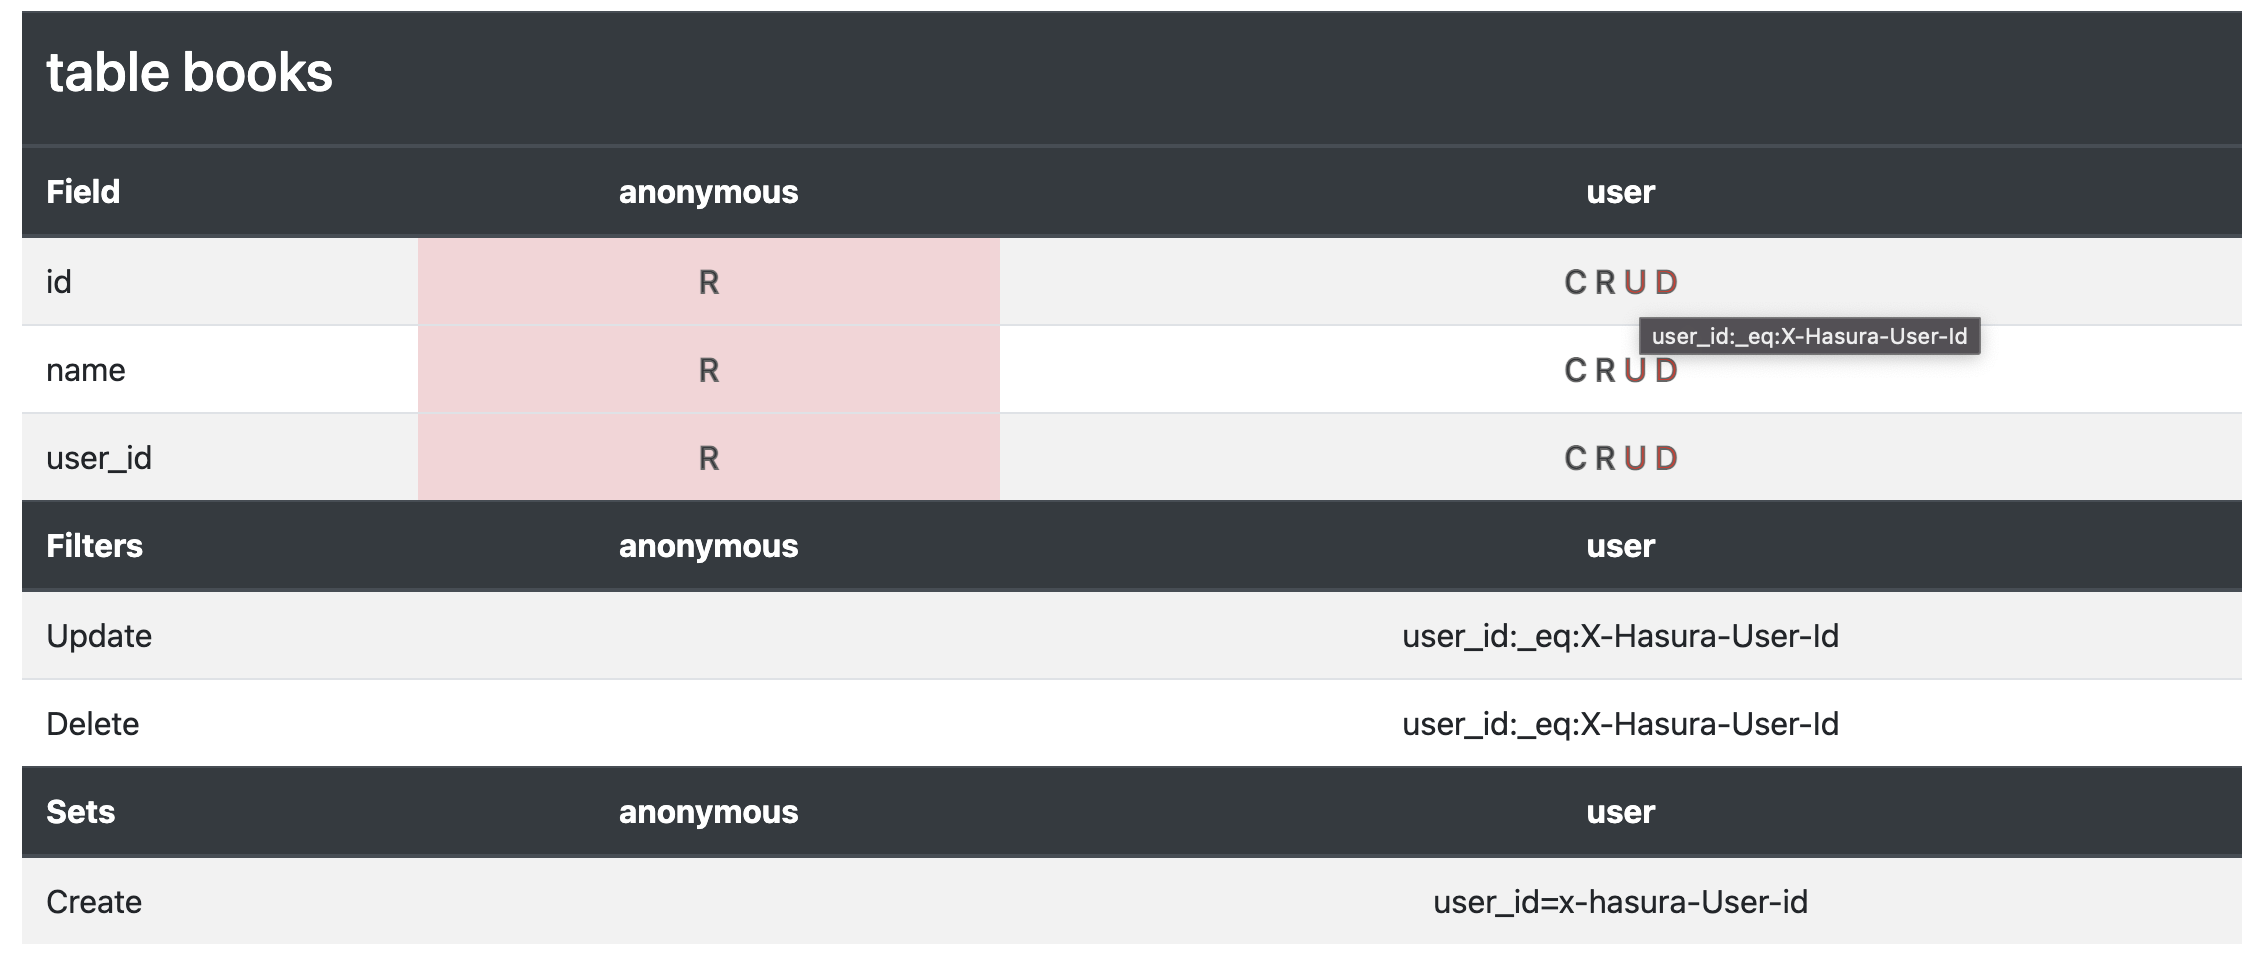 table books
Field anonymous user
id R C R U D
user_id:_eq:X-Hasura-User-Id
name R C R U D
user_id R C R U D
Filters anonymous user
Update user_id:_eq:X-Hasura-User-Id
Delete user_id:_eq:X-Hasura-User-Id
Sets anonymous user
Create user_id=x-hasura-User-id